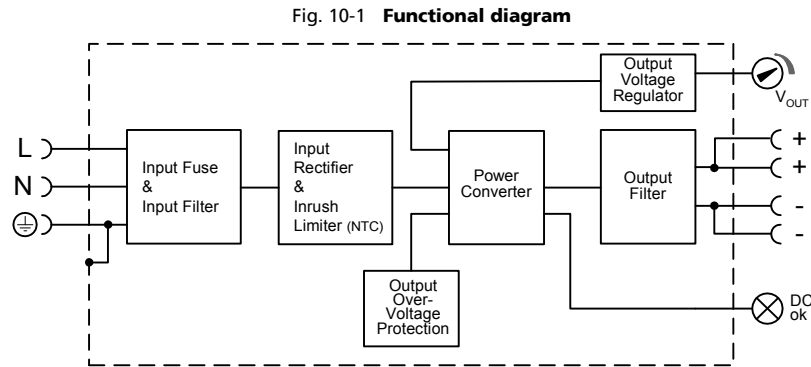 Fig. 10-1 Functional diagram
Output
Voltage
Regulator
V_OUT
L
N
Input Fuse
&
Input Filter
Input
Rectifier
&
Inrush
Limiter (NTC)
Power
Converter
Output
Filter
+
+
-
-
Output
Over-
Voltage
Protection
DC
ok